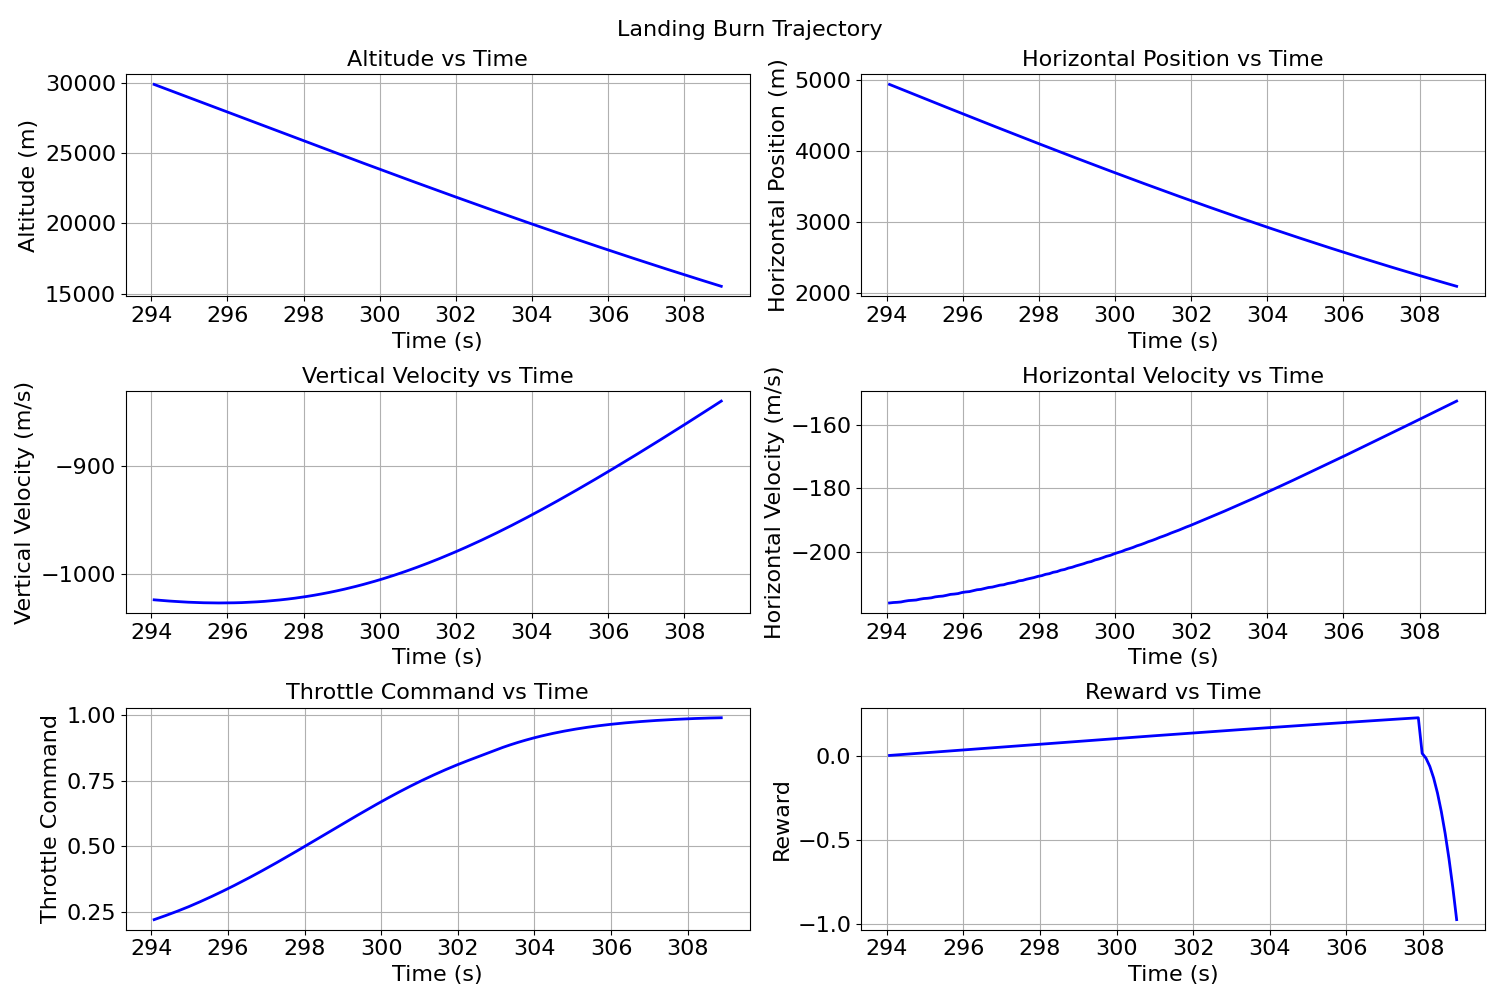 Landing Burn Trajectory
Altitude vs Time
Altitude (m)
30000
25000
20000
15000
294 296 298 300 302 304 306 308
Time (s)
Horizontal Position vs Time
Horizontal Position (m)
5000
4000
3000
2000
294 296 298 300 302 304 306 308
Time (s)
Vertical Velocity vs Time
Vertical Velocity (m/s)
−900
−1000
294 296 298 300 302 304 306 308
Time (s)
Horizontal Velocity vs Time
Horizontal Velocity (m/s)
−160
−180
−200
294 296 298 300 302 304 306 308
Time (s)
Throttle Command vs Time
Throttle Command
1.00
0.75
0.50
0.25
294 296 298 300 302 304 306 308
Time (s)
Reward vs Time
Reward
0.0
−0.5
−1.0
294 296 298 300 302 304 306 308
Time (s)